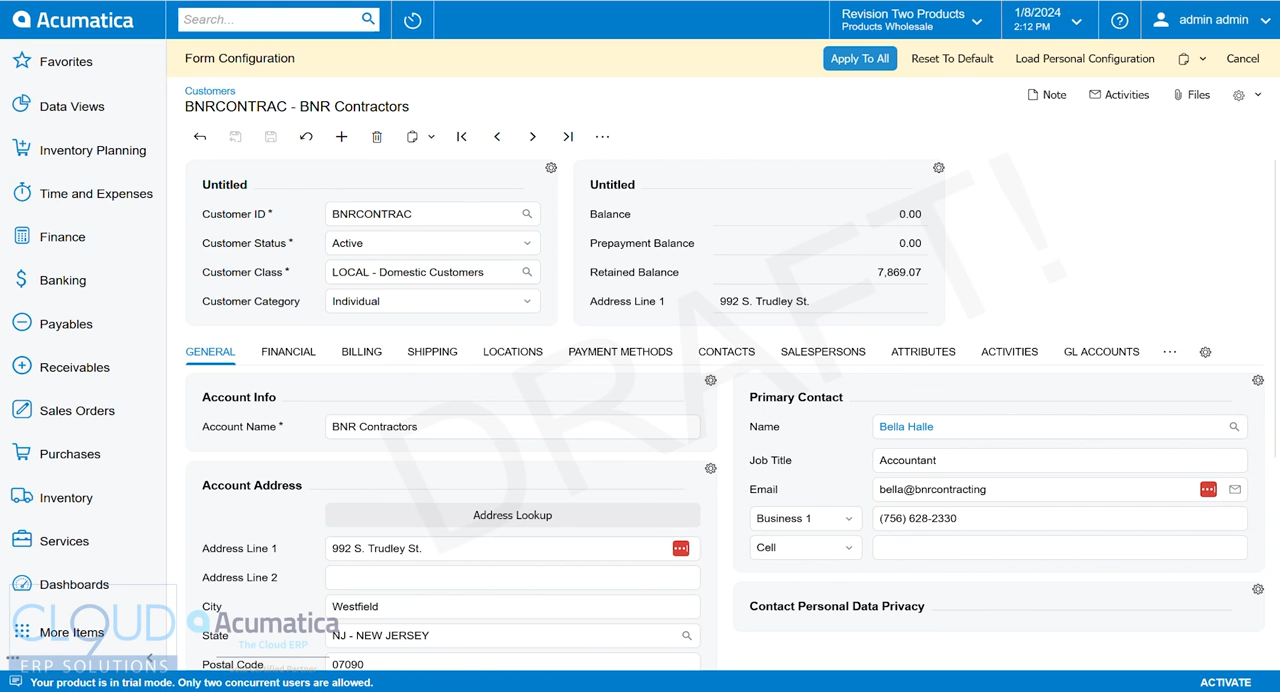 Acumatica
Search...
Revision Two Products
Products Wholesale
1/8/2024
2:12 PM
admin admin
Favorites
Data Views
Inventory Planning
Time and Expenses
Finance
Banking
Payables
Receivables
Sales Orders
Purchases
Inventory
Services
Dashboards
More Items
Form Configuration
Apply To All
Reset To Default
Load Personal Configuration
Cancel
Customers
BNRCONTRAC - BNR Contractors
Note
Activities
Files
Untitled
Customer ID *
BNRCONTRAC
Customer Status *
Active
Customer Class *
LOCAL - Domestic Customers
Customer Category
Individual
Untitled
Balance
0.00
Prepayment Balance
0.00
Retained Balance
7,869.07
Address Line 1
992 S. Trudley St.
DRAFT!
GENERAL
FINANCIAL
BILLING
SHIPPING
LOCATIONS
PAYMENT METHODS
CONTACTS
SALESPERSONS
ATTRIBUTES
ACTIVITIES
GL ACCOUNTS
Account Info
Account Name *
BNR Contractors
Account Address
Address Lookup
Address Line 1
992 S. Trudley St.
Address Line 2
City
Westfield
State
NJ - NEW JERSEY
Postal Code
07090
Primary Contact
Name
Bella Halle
Job Title
Accountant
Email
bella@bnrcontracting
Business 1
(756) 628-2330
Cell
Contact Personal Data Privacy
CLOUD9
ERP SOLUTIONS
Acumatica
The Cloud ERP
Your product is in trial mode. Only two concurrent users are allowed.
ACTIVATE